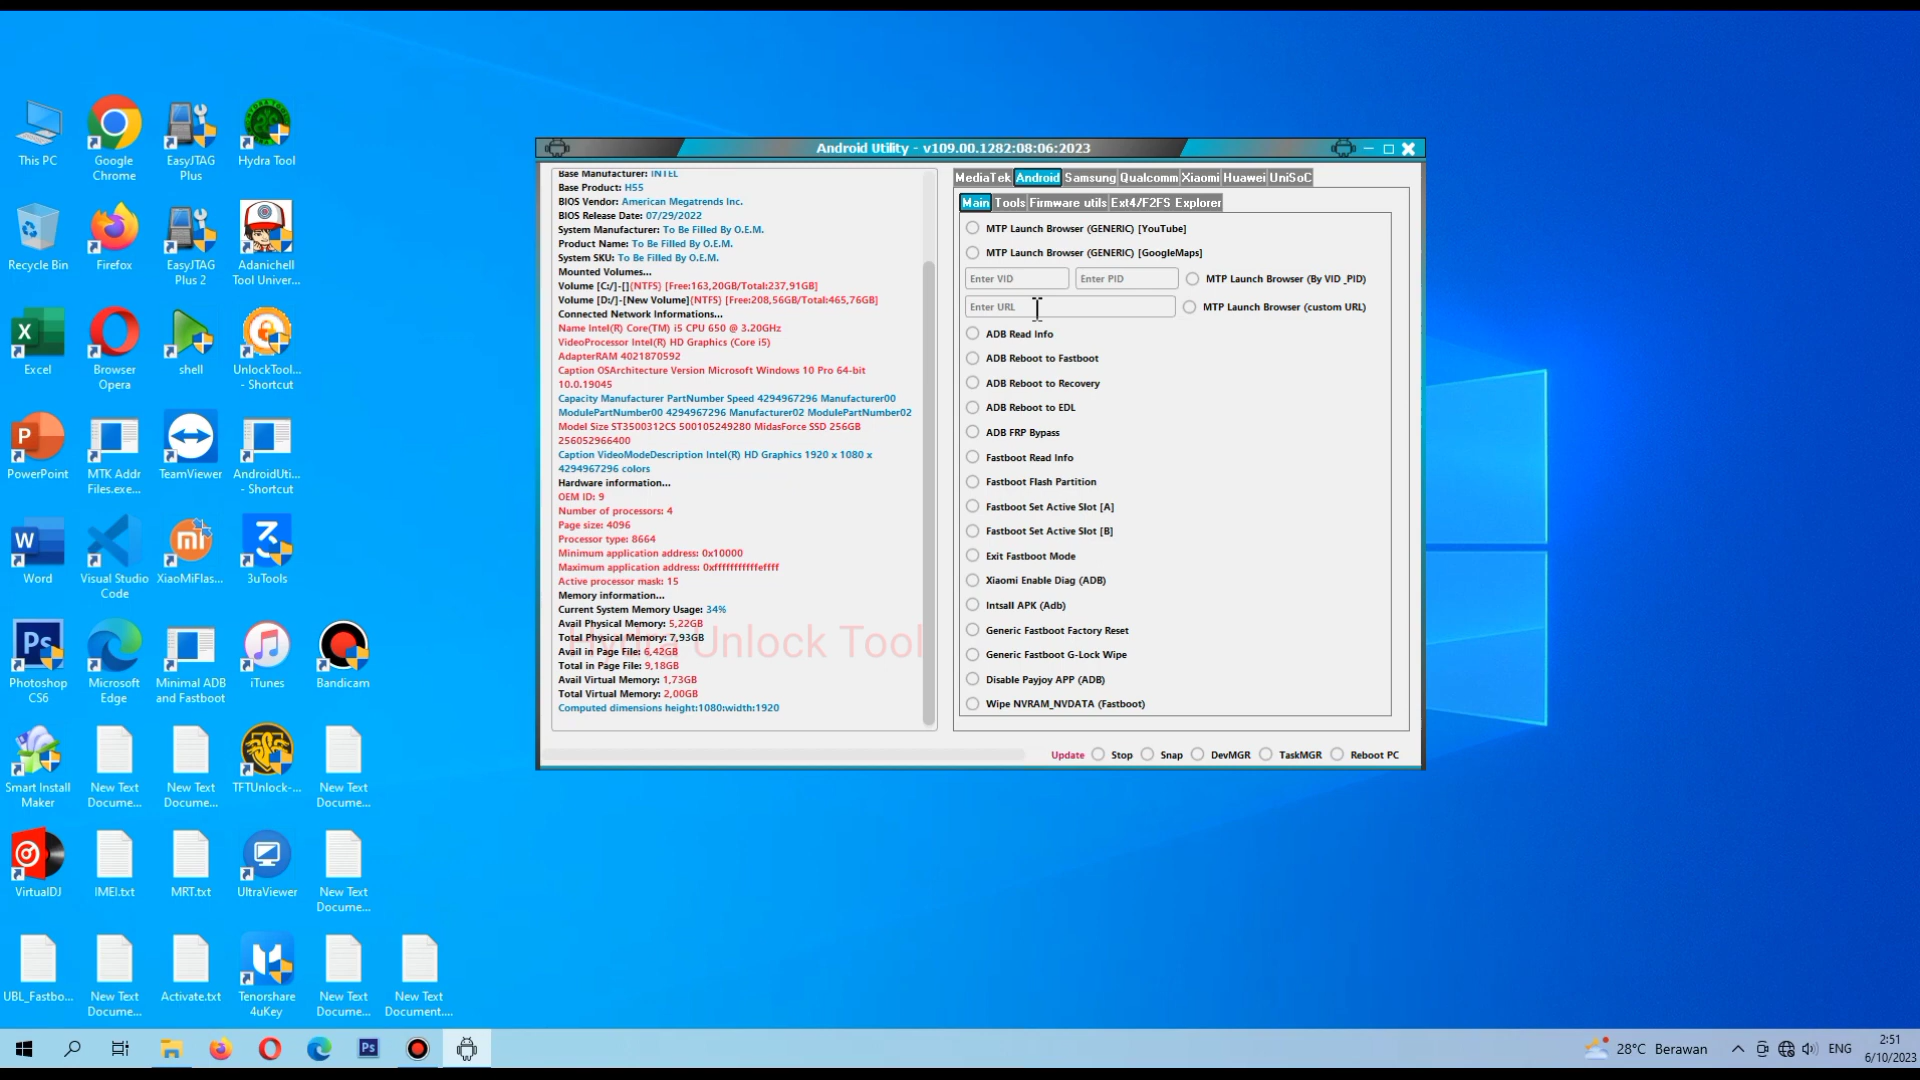 This PC
Google
Chrome
EasyJTAG
Plus
Hydra Tool
Recycle Bin
Firefox
EasyJTAG
Plus 2
Adanichell
Tool Univer...
Excel
Browser
Opera
shell
UnlockTool...
- Shortcut
PowerPoint
MTK Addr
Files.exe...
TeamViewer
AndroidUti...
- Shortcut
Word
Visual Studio
Code
XiaoMiFlas...
3uTools
Photoshop
CS6
Microsoft
Edge
Minimal ADB
and Fastboot
iTunes
Bandicam
Smart Install
Maker
New Text
Docume...
New Text
Docume...
TFTUnlock-...
New Text
Docume...
VirtualDJ
IMEI.txt
MRT.txt
UltraViewer
New Text
Docume...
UBL_Fastbo...
New Text
Docume...
Activate.txt
Tenorshare
4uKey
New Text
Docume...
New Text
Document....
Android Utility - v109.00.1282:08:06:2023
Base Manufacturer: INTEL
Base Product: H55
BIOS Vendor: American Megatrends Inc.
BIOS Release Date: 07/29/2022
System Manufacturer: To Be Filled By O.E.M.
Product Name: To Be Filled By O.E.M.
System SKU: To Be Filled By O.E.M.
Mounted Volumes...
Volume [C:/]-[](NTFS) [Free:163,20GB/Total:237,91GB]
Volume [D:/]-[New Volume](NTFS) [Free:208,56GB/Total:465,76GB]
Connected Network Informations...
Name Intel(R) Core(TM) i5 CPU 650 @ 3.20GHz
VideoProcessor Intel(R) HD Graphics (Core i5)
AdapterRAM 4021870592
Caption OSArchitecture Version Microsoft Windows 10 Pro 64-bit
10.0.19045
Capacity Manufacturer PartNumber Speed 4294967296 Manufacturer00
ModulePartNumber00 4294967296 Manufacturer02 ModulePartNumber02
Model Size ST3500312CS 500105249280 MidasForce SSD 256GB
256052966400
Caption VideoModeDescription Intel(R) HD Graphics 1920 x 1080 x
4294967296 colors
Hardware information...
OEM ID: 9
Number of processors: 4
Page size: 4096
Processor type: 8664
Minimum application address: 0x10000
Maximum application address: 0xfffffffffffeffff
Active processor mask: 15
Memory information...
Current System Memory Usage: 34%
Avail Physical Memory: 5,22GB
Total Physical Memory: 7,93GB
Avail in Page File: 6,42GB
Total in Page File: 9,18GB
Avail Virtual Memory: 1,73GB
Total Virtual Memory: 2,00GB
Computed dimensions height:1080:width:1920
Hydra Unlock Tool
MediaTek Android Samsung Qualcomm Xiaomi Huawei UniSoC
Main Tools Firmware utils Ext4/F2FS Explorer
MTP Launch Browser (GENERIC) [YouTube]
MTP Launch Browser (GENERIC) [GoogleMaps]
Enter VID Enter PID MTP Launch Browser (By VID _PID)
Enter URL MTP Launch Browser (custom URL)
ADB Read Info
ADB Reboot to Fastboot
ADB Reboot to Recovery
ADB Reboot to EDL
ADB FRP Bypass
Fastboot Read Info
Fastboot Flash Partition
Fastboot Set Active Slot [A]
Fastboot Set Active Slot [B]
Exit Fastboot Mode
Xiaomi Enable Diag (ADB)
Intsall APK (Adb)
Generic Fastboot Factory Reset
Generic Fastboot G-Lock Wipe
Disable Payjoy APP (ADB)
Wipe NVRAM_NVDATA (Fastboot)
Update Stop Snap DevMGR TaskMGR Reboot PC
28°C Berawan
ENG
2:51
6/10/2023